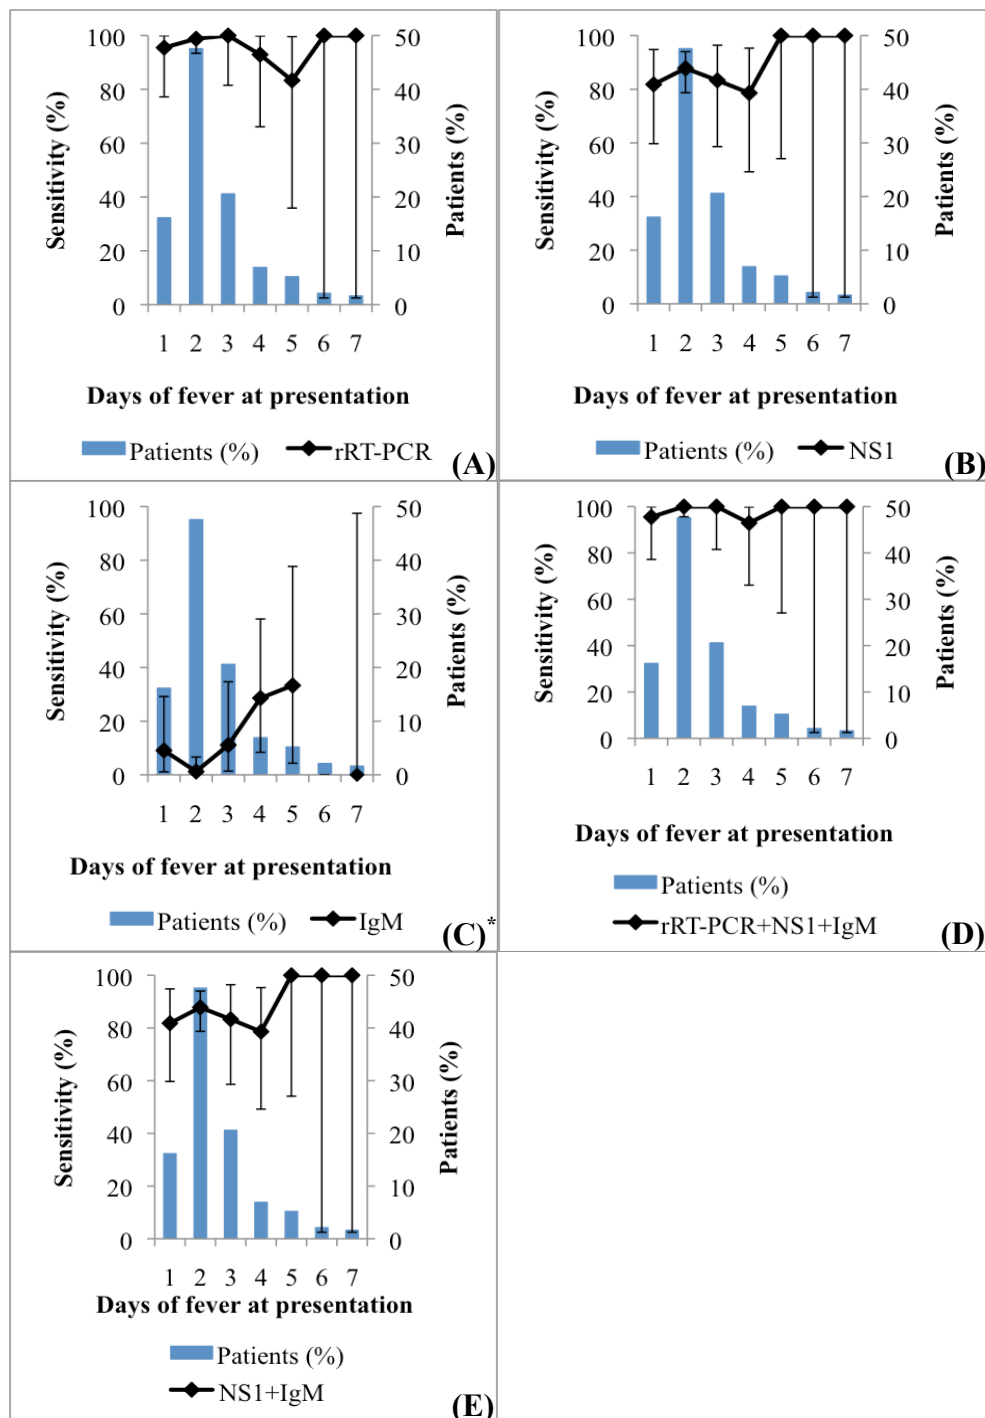 100
80
60
40
20
0
Sensitivity (%)
50
40
30
20
10
0
Patients (%)
1 2 3 4 5 6 7
Days of fever at presentation
Patients (%) rRT-PCR
(A)
100
80
60
40
20
0
Sensitivity (%)
50
40
30
20
10
0
Patients (%)
1 2 3 4 5 6 7
Days of fever at presentation
Patients (%) NS1
(B)
100
80
60
40
20
0
Sensitivity (%)
50
40
30
20
10
0
Patients (%)
1 2 3 4 5 6 7
Days of fever at presentation
Patients (%) IgM
(C)*
100
80
60
40
20
0
Sensitivity (%)
50
40
30
20
10
0
Patients (%)
1 2 3 4 5 6 7
Days of fever at presentation
Patients (%)
rRT-PCR+NS1+IgM
(D)
100
80
60
40
20
0
Sensitivity (%)
50
40
30
20
10
0
Patients (%)
1 2 3 4 5 6 7
Days of fever at presentation
Patients (%)
NS1+IgM
(E)